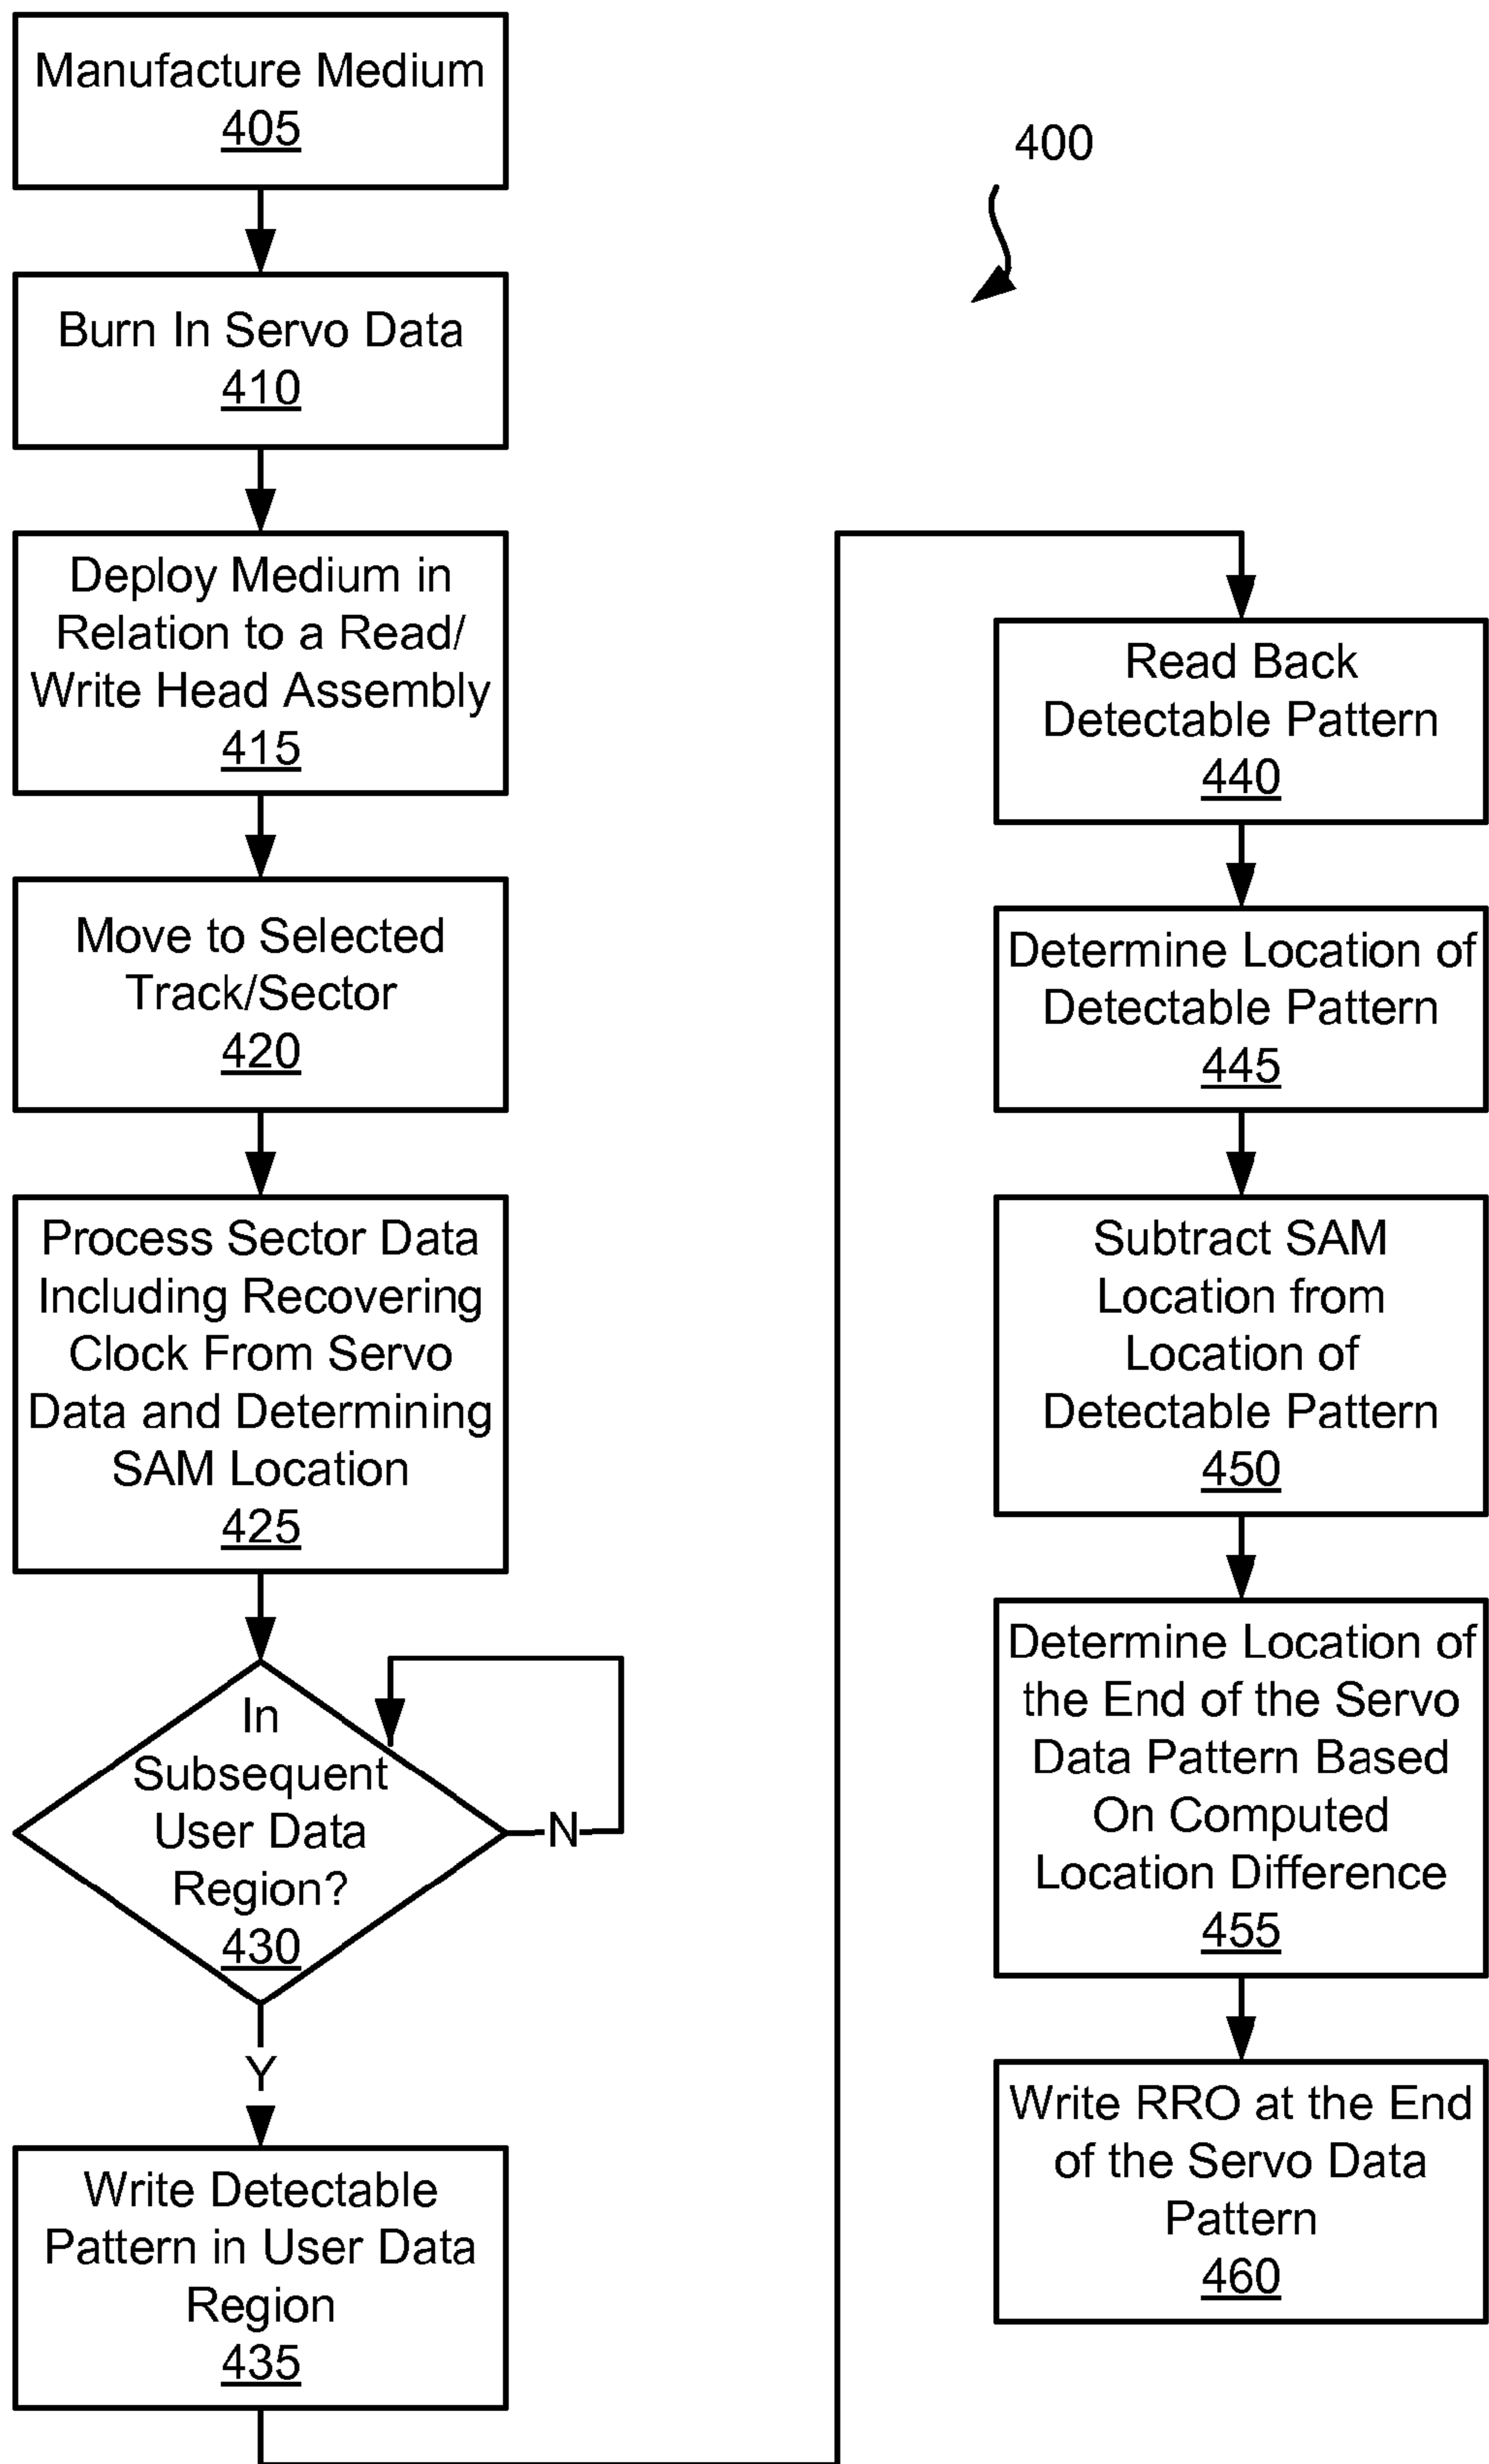 Manufacture Medium
405
400
Burn In Servo Data
410
Deploy Medium in
Relation to a Read/
Write Head Assembly
415
Move to Selected
Track/Sector
420
Process Sector Data
Including Recovering
Clock From Servo
Data and Determining
SAM Location
425
In
Subsequent
User Data
Region?
430
N
Y
Write Detectable
Pattern in User Data
Region
435
Read Back
Detectable Pattern
440
Determine Location of
Detectable Pattern
445
Subtract SAM
Location from
Location of
Detectable Pattern
450
Determine Location of
the End of the Servo
Data Pattern Based
On Computed
Location Difference
455
Write RRO at the End
of the Servo Data
Pattern
460